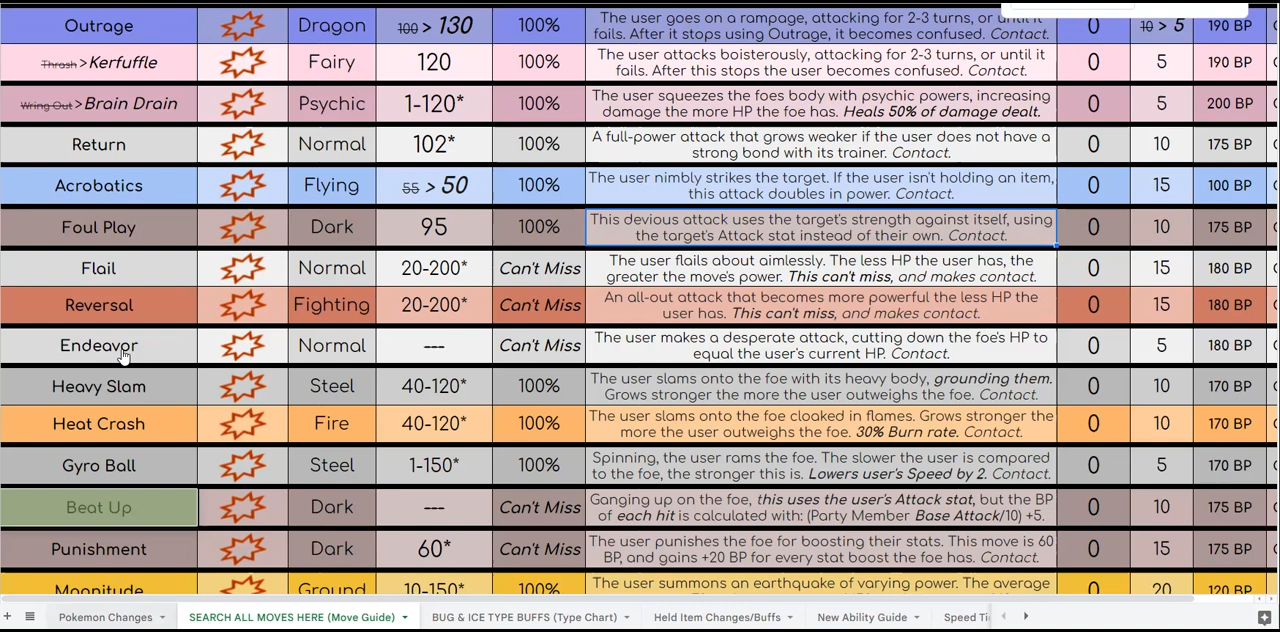 Outrage Dragon 100 > 130 100% The user goes on a rampage, attacking for 2-3 turns, or until it 0 10 > 5 190 BP
fails. After it stops using Outrage, it becomes confused. Contact.
Thrash > Kerfuffle Fairy 120 100% The user attacks boisterously, attacking for 2-3 turns, or until it 0 5 190 BP
fails. After this stops the user becomes confused. Contact.
Wring Out > Brain Drain Psychic 1-120* 100% The user squeezes the foes body with psychic powers, increasing 0 5 200 BP
damage the more HP the foe has. Heals 50% of damage dealt.
Return Normal 102* 100% A full-power attack that grows weaker if the user does not have a 0 10 175 BP
strong bond with its trainer. Contact.
Acrobatics Flying 55 > 50 100% The user nimbly strikes the target. If the user isn't holding an item, 0 15 100 BP
this attack doubles in power. Contact.
Foul Play Dark 95 100% This devious attack uses the target's strength against itself, using 0 10 175 BP
the target's Attack stat instead of their own. Contact.
Flail Normal 20-200* Can't Miss The user flails about aimlessly. The less HP the user has, the 0 15 180 BP
greater the move's power. This can't miss, and makes contact.
Reversal Fighting 20-200* Can't Miss An all-out attack that becomes more powerful the less HP the 0 15 180 BP
user has. This can't miss, and makes contact.
Endeavor Normal --- Can't Miss The user makes a desperate attack, cutting down the foe's HP to 0 5 180 BP
equal the user's current HP. Contact.
Heavy Slam Steel 40-120* 100% The user slams onto the foe with its heavy body, grounding them. 0 10 170 BP
Grows stronger the more the user outweighs the foe. Contact.
Heat Crash Fire 40-120* 100% The user slams onto the foe cloaked in flames. Grows stronger the 0 10 170 BP
more the user outweighs the foe. 30% Burn rate. Contact.
Gyro Ball Steel 1-150* 100% Spinning, the user rams the foe. The slower the user is compared 0 5 170 BP
to the foe, the stronger this is. Lowers user's Speed by 2. Contact.
Beat Up Dark --- Can't Miss Ganging up on the foe, this uses the user's Attack stat, but the BP 0 10 175 BP
of each hit is calculated with: (Party Member Base Attack/10) +5.
Punishment Dark 60* Can't Miss The user punishes the foe for boosting their stats. This move is 60 0 15 175 BP
BP, and gains +20 BP for every stat boost the foe has. Contact.
Magnitude Ground 10-150* 100% The user summons an earthquake of varying power. The average 0 20 120 BP
+ Pokemon Changes SEARCH ALL MOVES HERE (Move Guide) BUG & ICE TYPE BUFFS (Type Chart) Held Item Changes/Buffs New Ability Guide Speed Ti